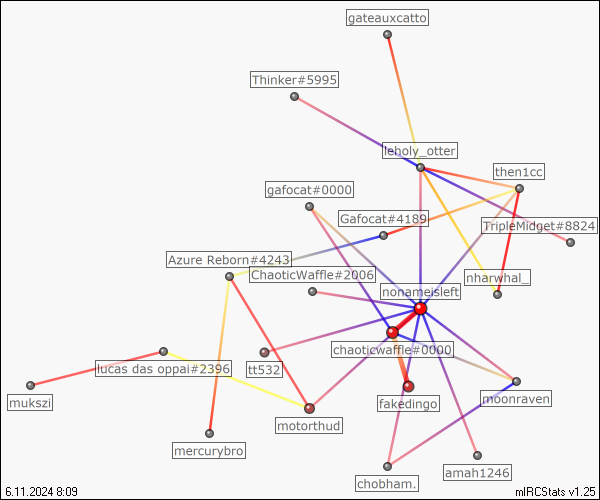 gateauxcatto
Thinker#5995
leholy_otter
then1cc
gafocat#0000
Gafocat#4189
TripleMidget#8824
Azure Reborn#4243
ChaoticWaffle#2006
nharwhal_
nonameisleft
chaoticwaffle#0000
lucas das oppai#2396
tt532
mukszi
fakedingo
moonraven
motorthud
mercurybro
amah1246
chobham.
6.11.2024 8:09
mIRCStats v1.25